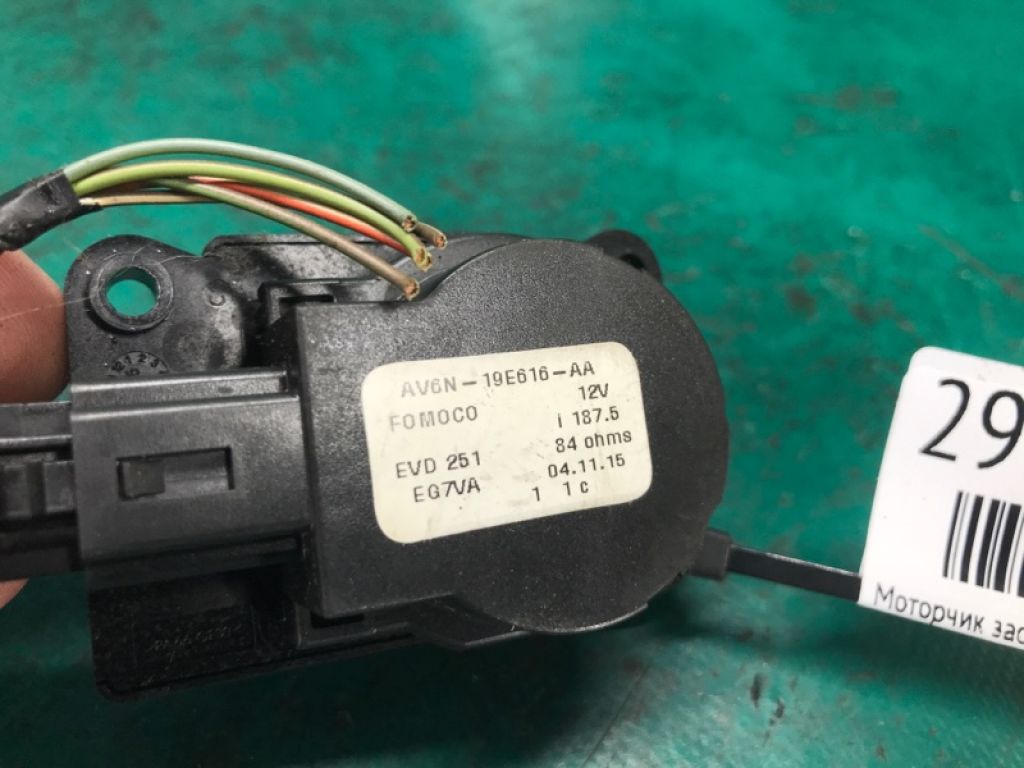 AV6N-19E616-AA
FOMOCO 12V
i 187.5
84 ohms
EVD 251 04.11.15
EG7VA 1 1c
29
Моторчик зас